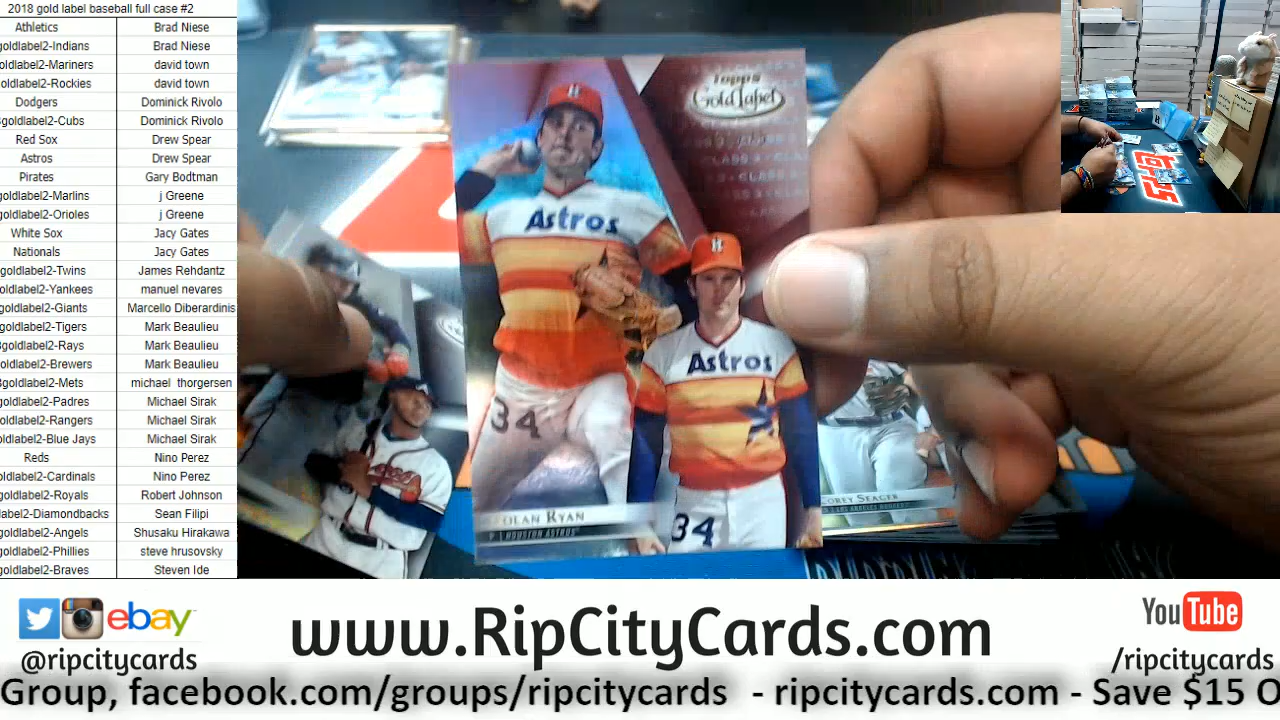 2018 gold label baseball full case #2
Athletics Brad Niese
goldlabel2-Indians Brad Niese
-Mariners david town
goldlabel2-Rockies david town
Dodgers Dominick Rivolo
goldlabel2-Cubs Dominick Rivolo
Red Sox Drew Spear
Astros Drew Spear
Pirates Gary Bodtman
goldlabel2-Marlins j Greene
goldlabel2-Orioles j Greene
White Sox Jacy Gates
Nationals Jacy Gates
goldlabel2-Twins James Rehdantz
goldlabel2-Yankees manuel nevares
goldlabel2-Giants Marcello Diberardinis
goldlabel2-Tigers Mark Beaulieu
goldlabel2-Rays Mark Beaulieu
goldlabel2-Brewers Mark Beaulieu
goldlabel2-Mets michael thorgersen
goldlabel2-Padres Michael Sirak
goldlabel2-Rangers Michael Sirak
oldlabel2-Blue Jays Michael Sirak
Reds Nino Perez
oldlabel2-Cardinals Nino Perez
goldlabel2-Royals Robert Johnson
label2-Diamondbacks Sean Filipi
goldlabel2-Angels Shusaku Hirakawa
goldlabel2-Phillies steve hrusovsky
goldlabel2-Braves Steven Ide
Topps
Gold Label
Astros
Astros
34
34
OLAN RYAN
P | HOUSTON ASTROS
COREY SEAGER
LOS ANGELES DODGERS
Braves
ebay
@ripcitycards
www.RipCityCards.com
YouTube
/ripcitycards
Group, facebook.com/groups/ripcitycards - ripcitycards.com - Save $15 O